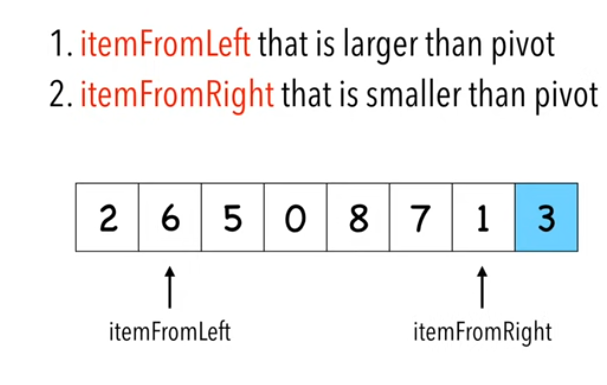 1. itemFromLeft that is larger than pivot
2. itemFromRight that is smaller than pivot
2 6 5 0 8 7 1 3
itemFromLeft itemFromRight